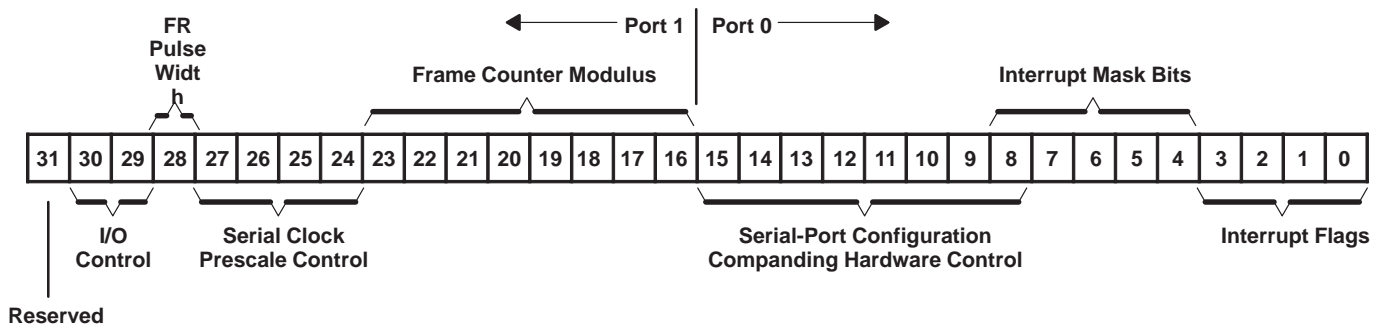 FR
Pulse
Widt
h
Port 1
Port 0
Frame Counter Modulus
Interrupt Mask Bits
31 30 29 28 27 26 25 24 23 22 21 20 19 18 17 16 15 14 13 12 11 10 9 8 7 6 5 4 3 2 1 0
I/O
Control
Serial Clock
Prescale Control
Serial-Port Configuration
Companding Hardware Control
Interrupt Flags
Reserved